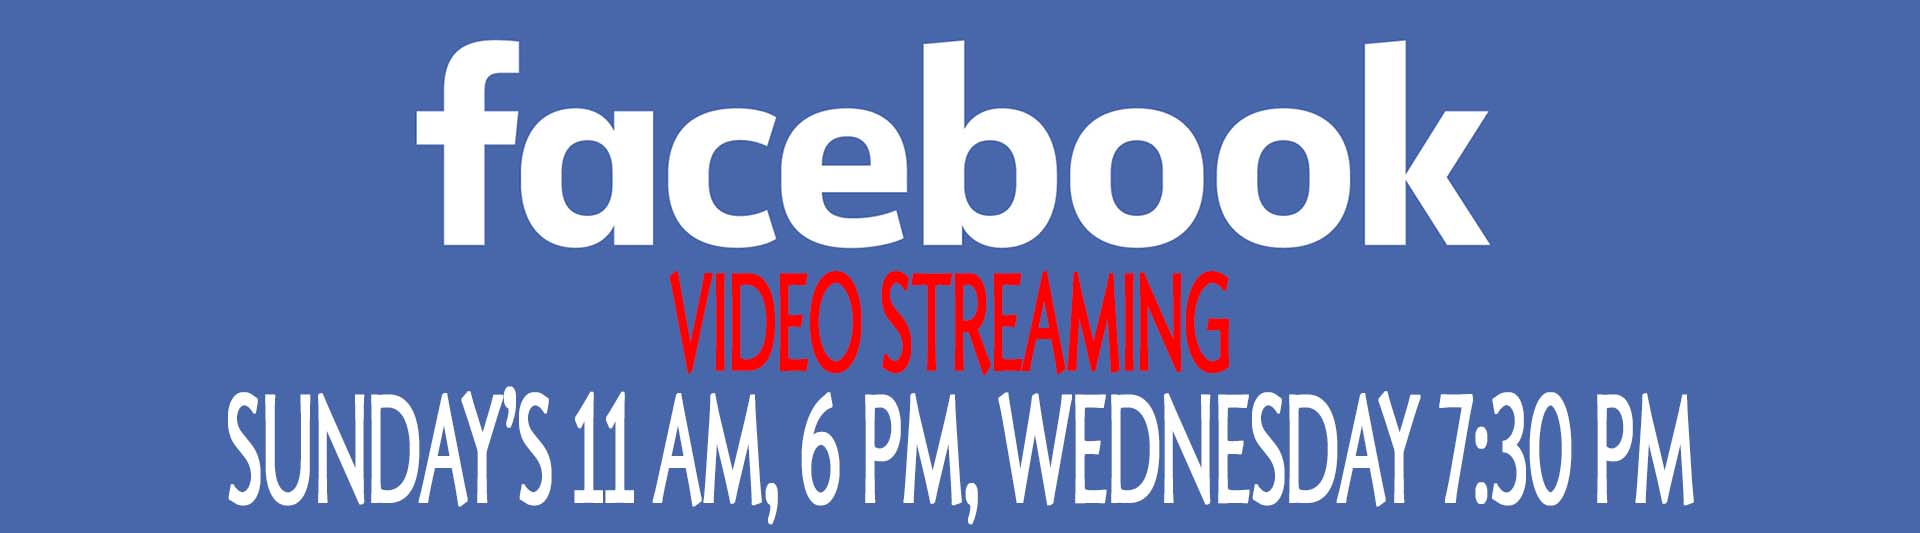 facebook
VIDEO STREAMING
SUNDAY'S 11 AM, 6 PM, WEDNESDAY 7:30 PM